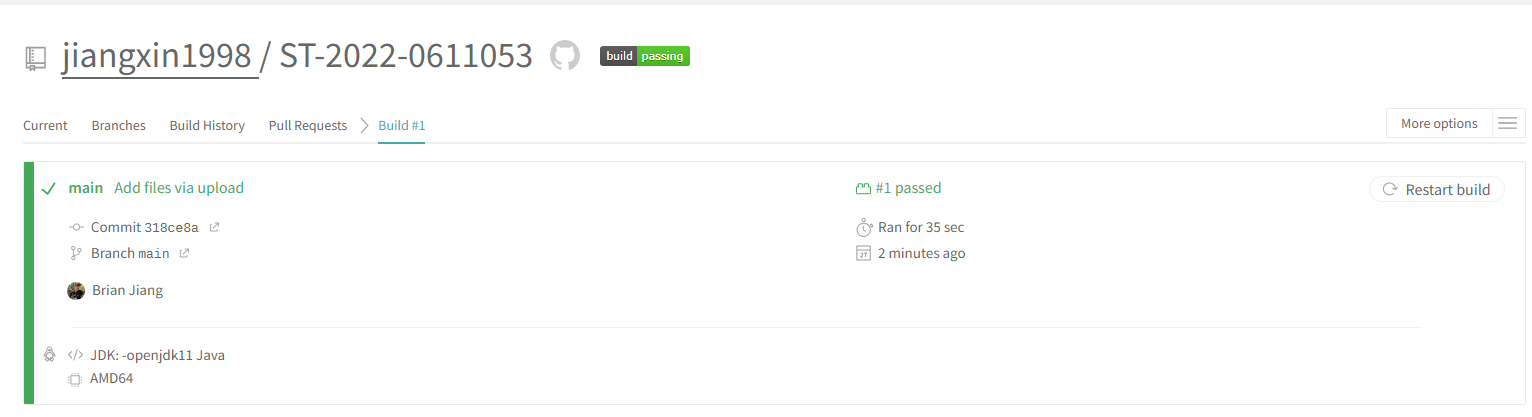 jiangxin1998 / ST-2022-0611053 build passing
Current Branches Build History Pull Requests Build #1 More options
main Add files via upload #1 passed Restart build
Commit 318ce8a Ran for 35 sec
Branch main 2 minutes ago
Brian Jiang
</> JDK: -openjdk11 Java
AMD64